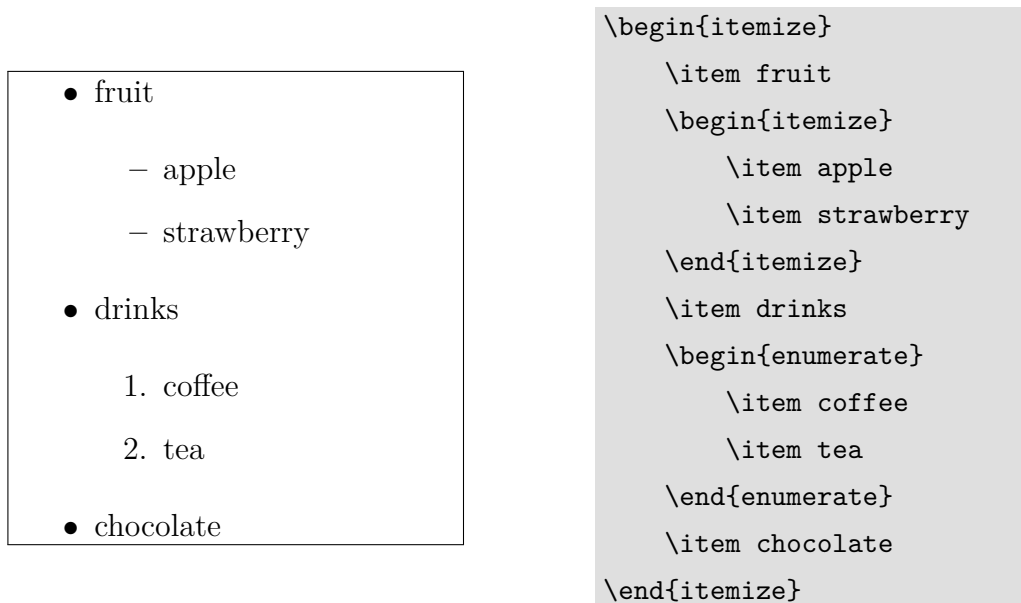 • fruit
– apple
– strawberry
• drinks
1. coffee
2. tea
• chocolate
\begin{itemize}
\item fruit
\begin{itemize}
\item apple
\item strawberry
\end{itemize}
\item drinks
\begin{enumerate}
\item coffee
\item tea
\end{enumerate}
\item chocolate
\end{itemize}